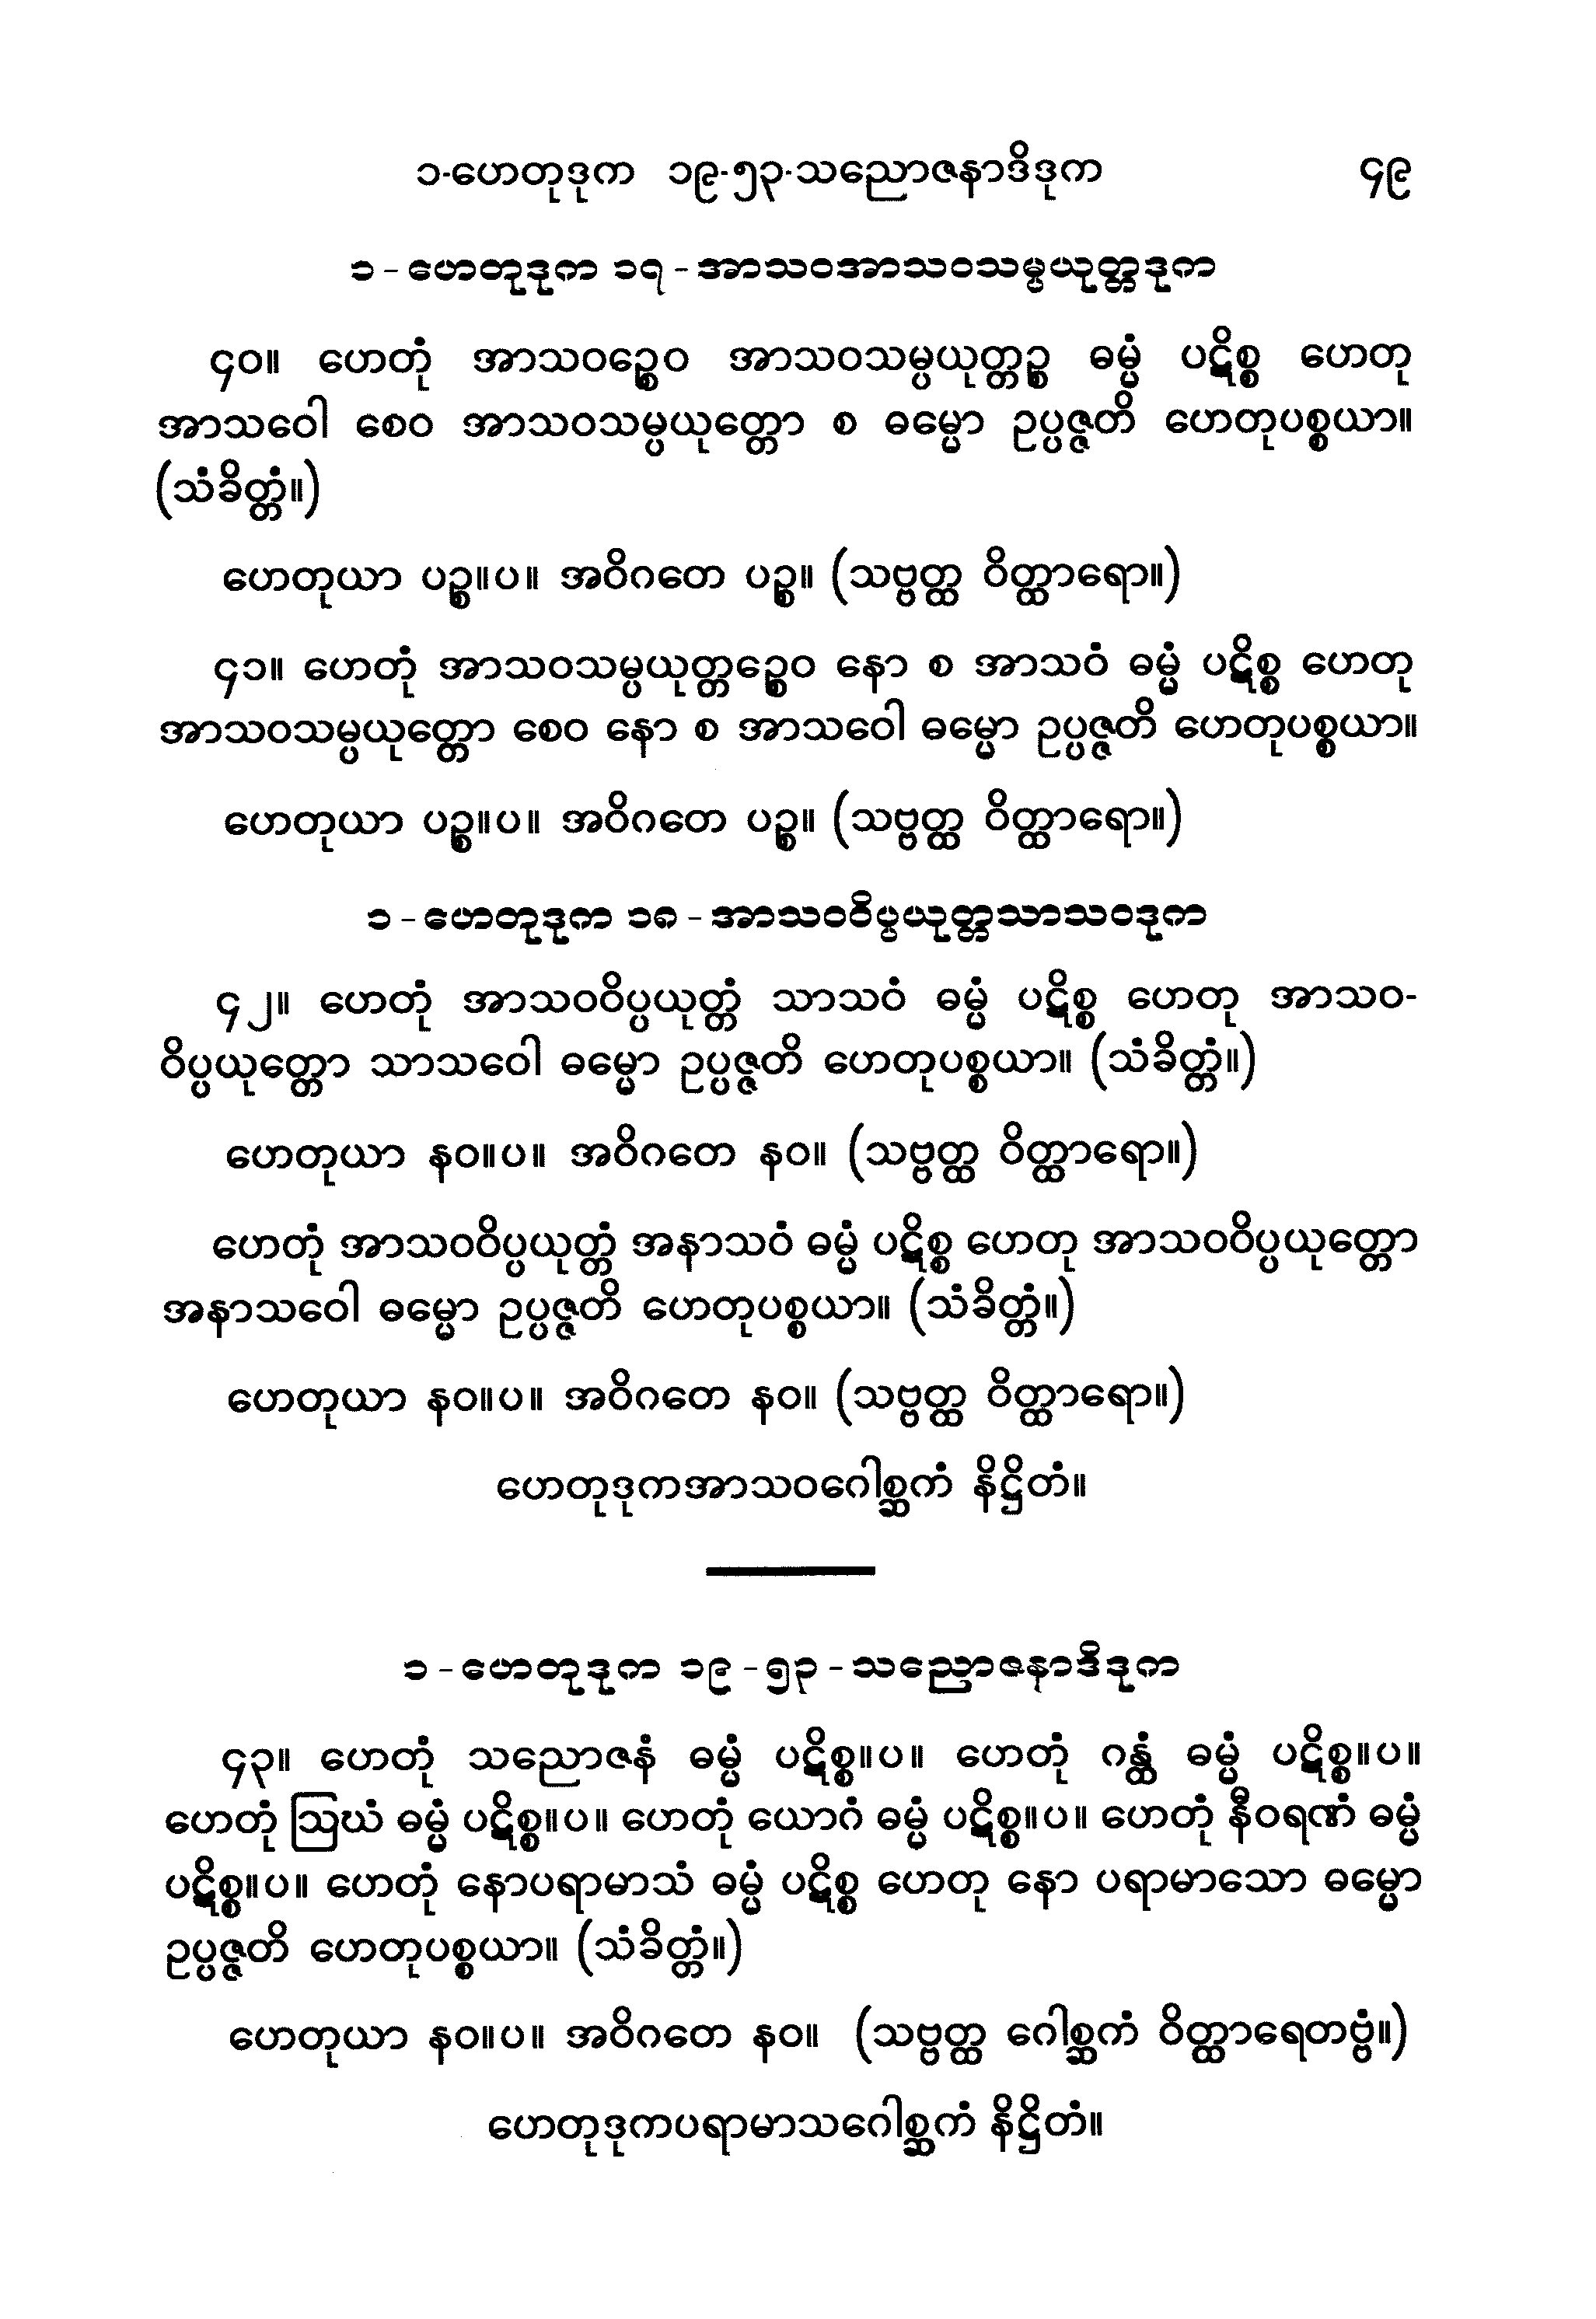 ၁-ဟေတုဒုက ၁၉-၅၃-သညောဇနာဒိဒုက ၄၉
၁ - ဟေတုဒုက ၁၇ - အာသဝအာသဝသမ္ပယုတ္တဒုက
၄၀။ ဟေတုံ အာသဝဉ္စေဝ အာသဝသမ္ပယုတ္တဉ္စ ဓမ္မံ ပဋိစ္စ ဟေတု
အာသဝေါ စေဝ အာသဝသမ္ပယုတ္တော စ ဓမ္မော ဥပ္ပဇ္ဇတိ ဟေတုပစ္စယာ။
(သံခိတ္တံ။)
ဟေတုယာ ပဉ္စ။ပ။ အဝိဂတေ ပဉ္စ။ (သဗ္ဗတ္ထ ဝိတ္ထာရော။)
၄၁။ ဟေတုံ အာသဝသမ္ပယုတ္တဉ္စေဝ နော စ အာသဝံ ဓမ္မံ ပဋိစ္စ ဟေတု
အာသဝသမ္ပယုတ္တော စေဝ နော စ အာသဝေါ ဓမ္မော ဥပ္ပဇ္ဇတိ ဟေတုပစ္စယာ။
ဟေတုယာ ပဉ္စ။ပ။ အဝိဂတေ ပဉ္စ။ (သဗ္ဗတ္ထ ဝိတ္ထာရော။)
၁ - ဟေတုဒုက ၁၈ - အာသဝဝိပ္ပယုတ္တသာသဝဒုက
၄၂။ ဟေတုံ အာသဝဝိပ္ပယုတ္တံ သာသဝံ ဓမ္မံ ပဋိစ္စ ဟေတု အာသဝ-
ဝိပ္ပယုတ္တော သာသဝေါ ဓမ္မော ဥပ္ပဇ္ဇတိ ဟေတုပစ္စယာ။ (သံခိတ္တံ။)
ဟေတုယာ နဝ။ပ။ အဝိဂတေ နဝ။ (သဗ္ဗတ္ထ ဝိတ္ထာရော။)
ဟေတုံ အာသဝဝိပ္ပယုတ္တံ အနာသဝံ ဓမ္မံ ပဋိစ္စ ဟေတု အာသဝဝိပ္ပယုတ္တော
အနာသဝေါ ဓမ္မော ဥပ္ပဇ္ဇတိ ဟေတုပစ္စယာ။ (သံခိတ္တံ။)
ဟေတုယာ နဝ။ပ။ အဝိဂတေ နဝ။ (သဗ္ဗတ္ထ ဝိတ္ထာရော။)
ဟေတုဒုကအာသဝဂေါစ္ဆကံ နိဋ္ဌိတံ။
၁ - ဟေတုဒုက ၁၉ - ၅၃ - သညောဇနာဒိဒုက
၄၃။ ဟေတုံ သညောဇနံ ဓမ္မံ ပဋိစ္စ။ပ။ ဟေတုံ ဂန္ထံ ဓမ္မံ ပဋိစ္စ။ပ။
ဟေတုံ ဩဃံ ဓမ္မံ ပဋိစ္စ။ပ။ ဟေတုံ ယောဂံ ဓမ္မံ ပဋိစ္စ။ပ။ ဟေတုံ နီဝရဏံ ဓမ္မံ
ပဋိစ္စ။ပ။ ဟေတုံ နောပရာမာသံ ဓမ္မံ ပဋိစ္စ ဟေတု နော ပရာမာသော ဓမ္မော
ဥပ္ပဇ္ဇတိ ဟေတုပစ္စယာ။ (သံခိတ္တံ။)
ဟေတုယာ နဝ။ပ။ အဝိဂတေ နဝ။ (သဗ္ဗတ္ထ ဂေါစ္ဆကံ ဝိတ္ထာရေတဗ္ဗံ။)
ဟေတုဒုကပရာမာသဂေါစ္ဆကံ နိဋ္ဌိတံ။